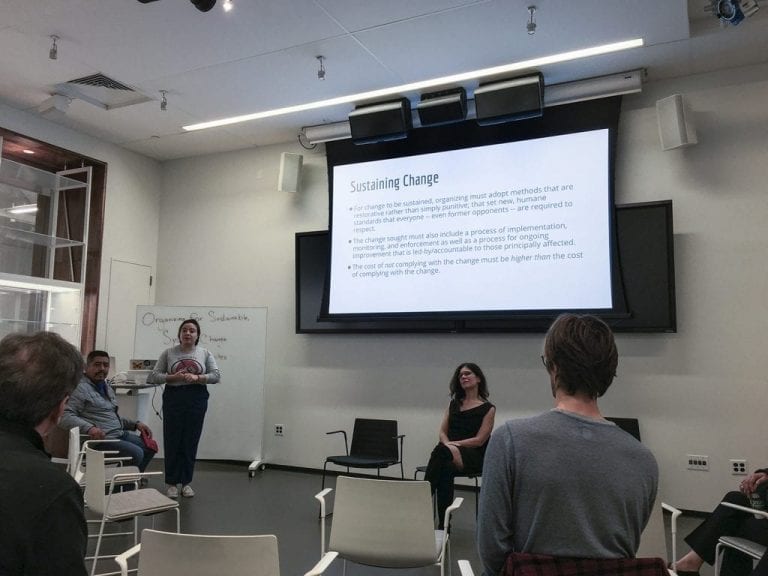 Sustaining Change
• For change to be sustained, organizing must adopt methods that are
restorative rather than simply punitive; that set new, humane
standards that everyone -- even former opponents -- are required to
respect.
• The change sought must also include a process of implementation,
monitoring, and enforcement as well as a process for ongoing
improvement that is led-by/accountable to those principally affected.
• The cost of not complying with the change must be higher than the cost
of complying with the change.
Organizing for Sustainable,
Change